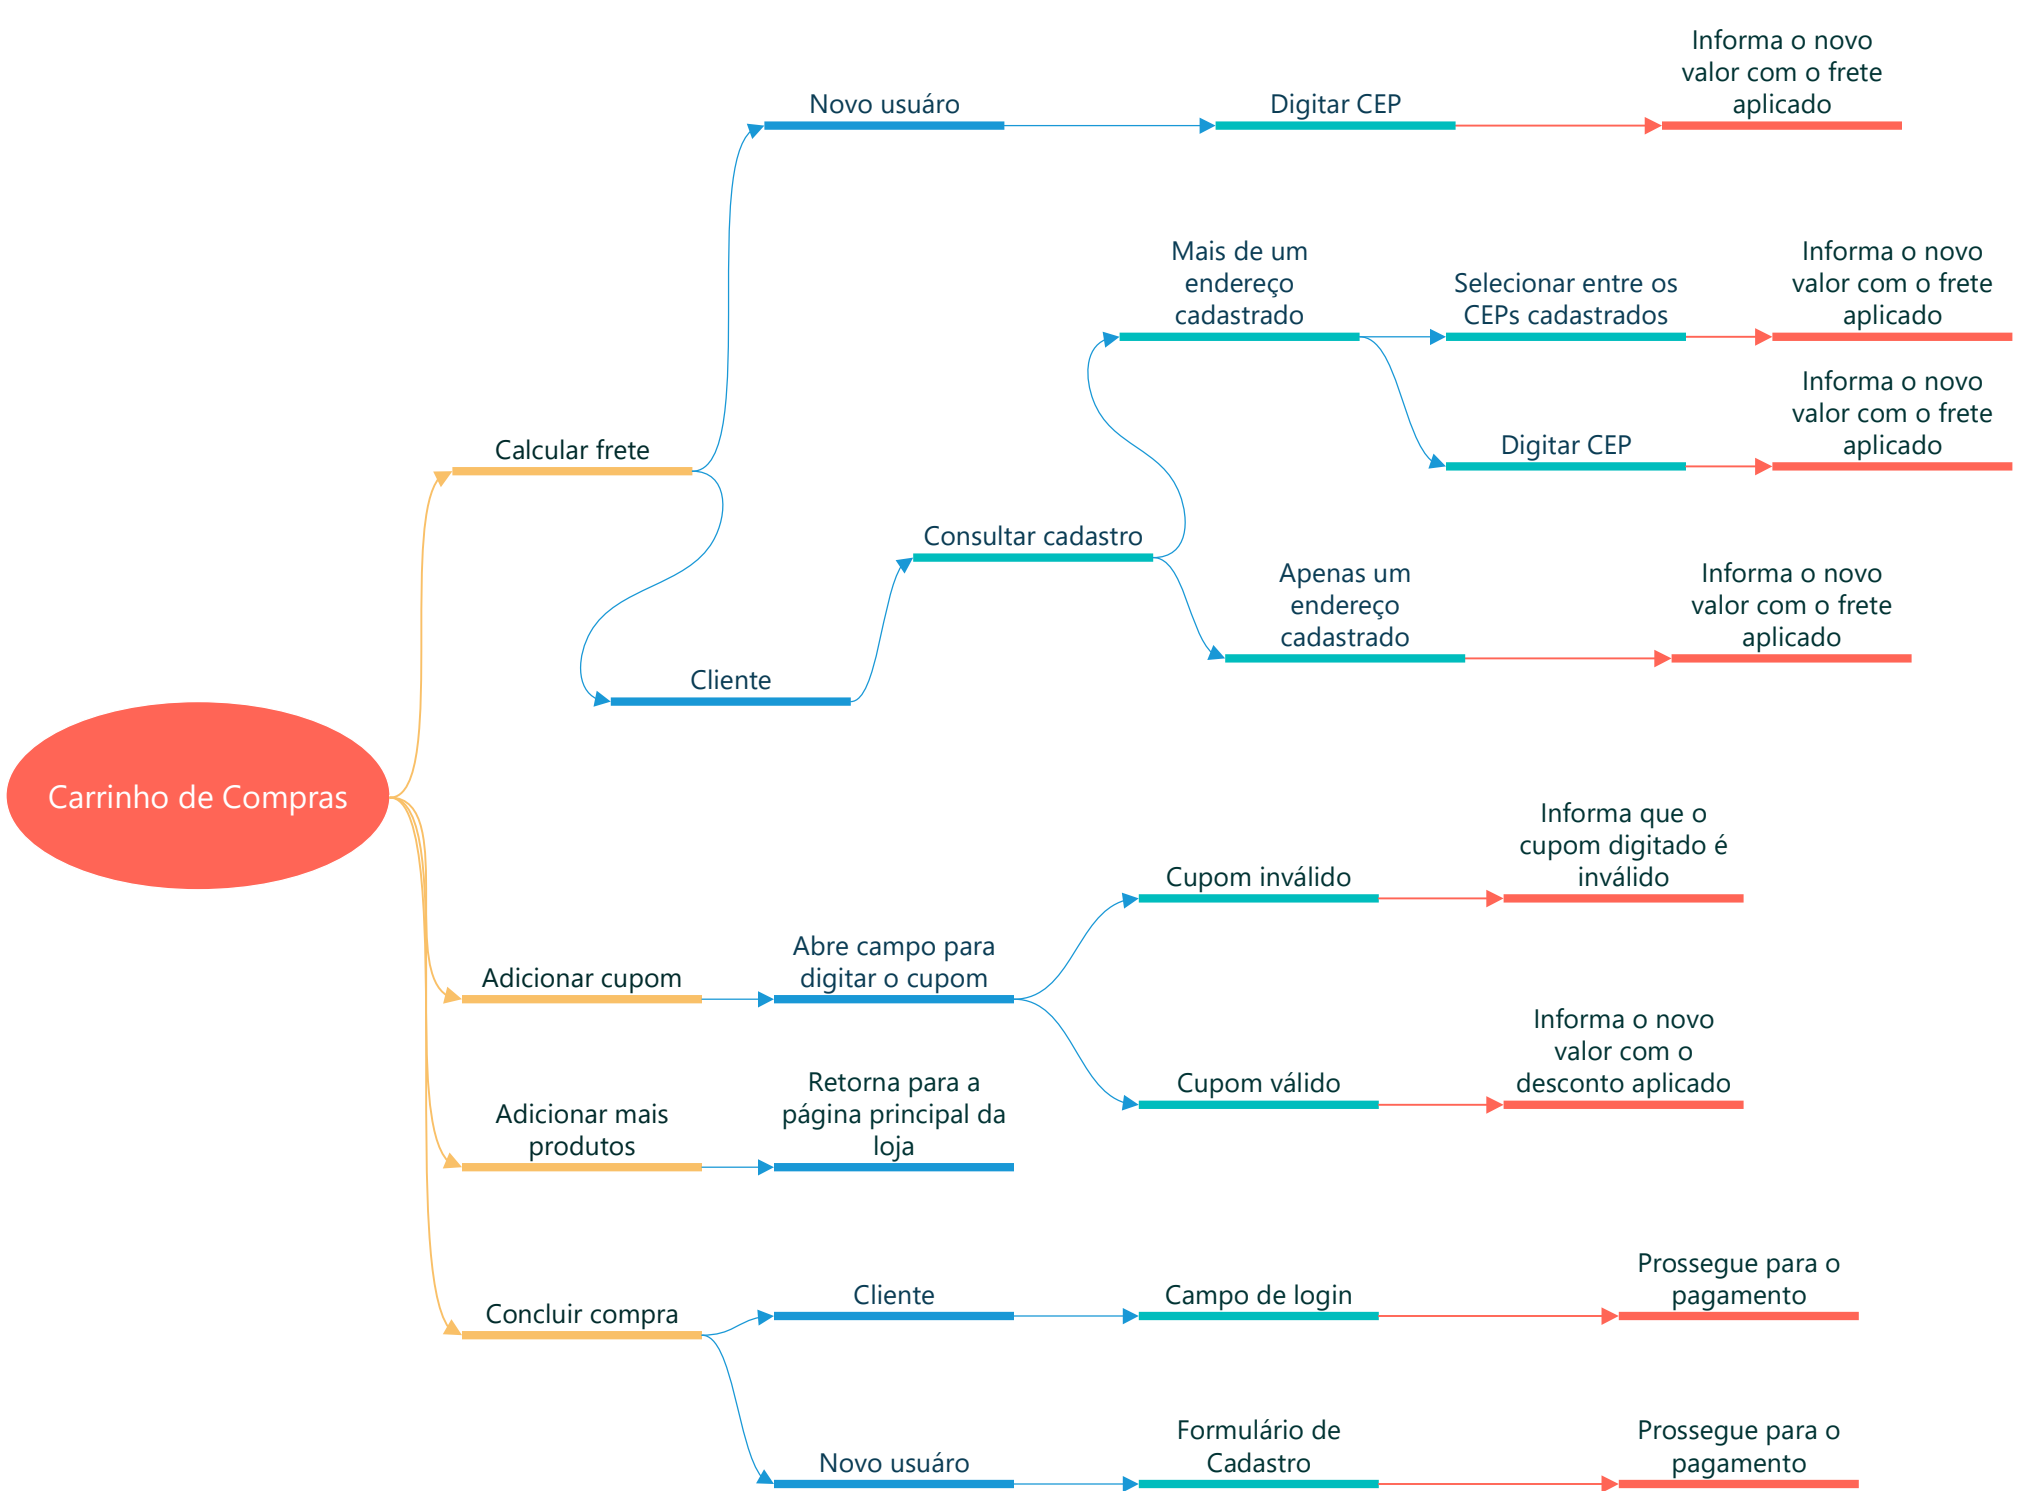 Informa o novo
valor com o frete
aplicado
Novo usuáro
Digitar CEP
Mais de um
endereço
cadastrado
Selecionar entre os
CEPs cadastrados
Informa o novo
valor com o frete
aplicado
Informa o novo
valor com o frete
aplicado
Digitar CEP
Calcular frete
Consultar cadastro
Apenas um
endereço
cadastrado
Informa o novo
valor com o frete
aplicado
Cliente
Carrinho de Compras
Informa que o
cupom digitado é
inválido
Cupom inválido
Abre campo para
digitar o cupom
Adicionar cupom
Informa o novo
valor com o
desconto aplicado
Cupom válido
Retorna para a
página principal da
loja
Adicionar mais
produtos
Prossegue para o
pagamento
Cliente
Campo de login
Concluir compra
Formulário de
Cadastro
Prossegue para o
pagamento
Novo usuáro